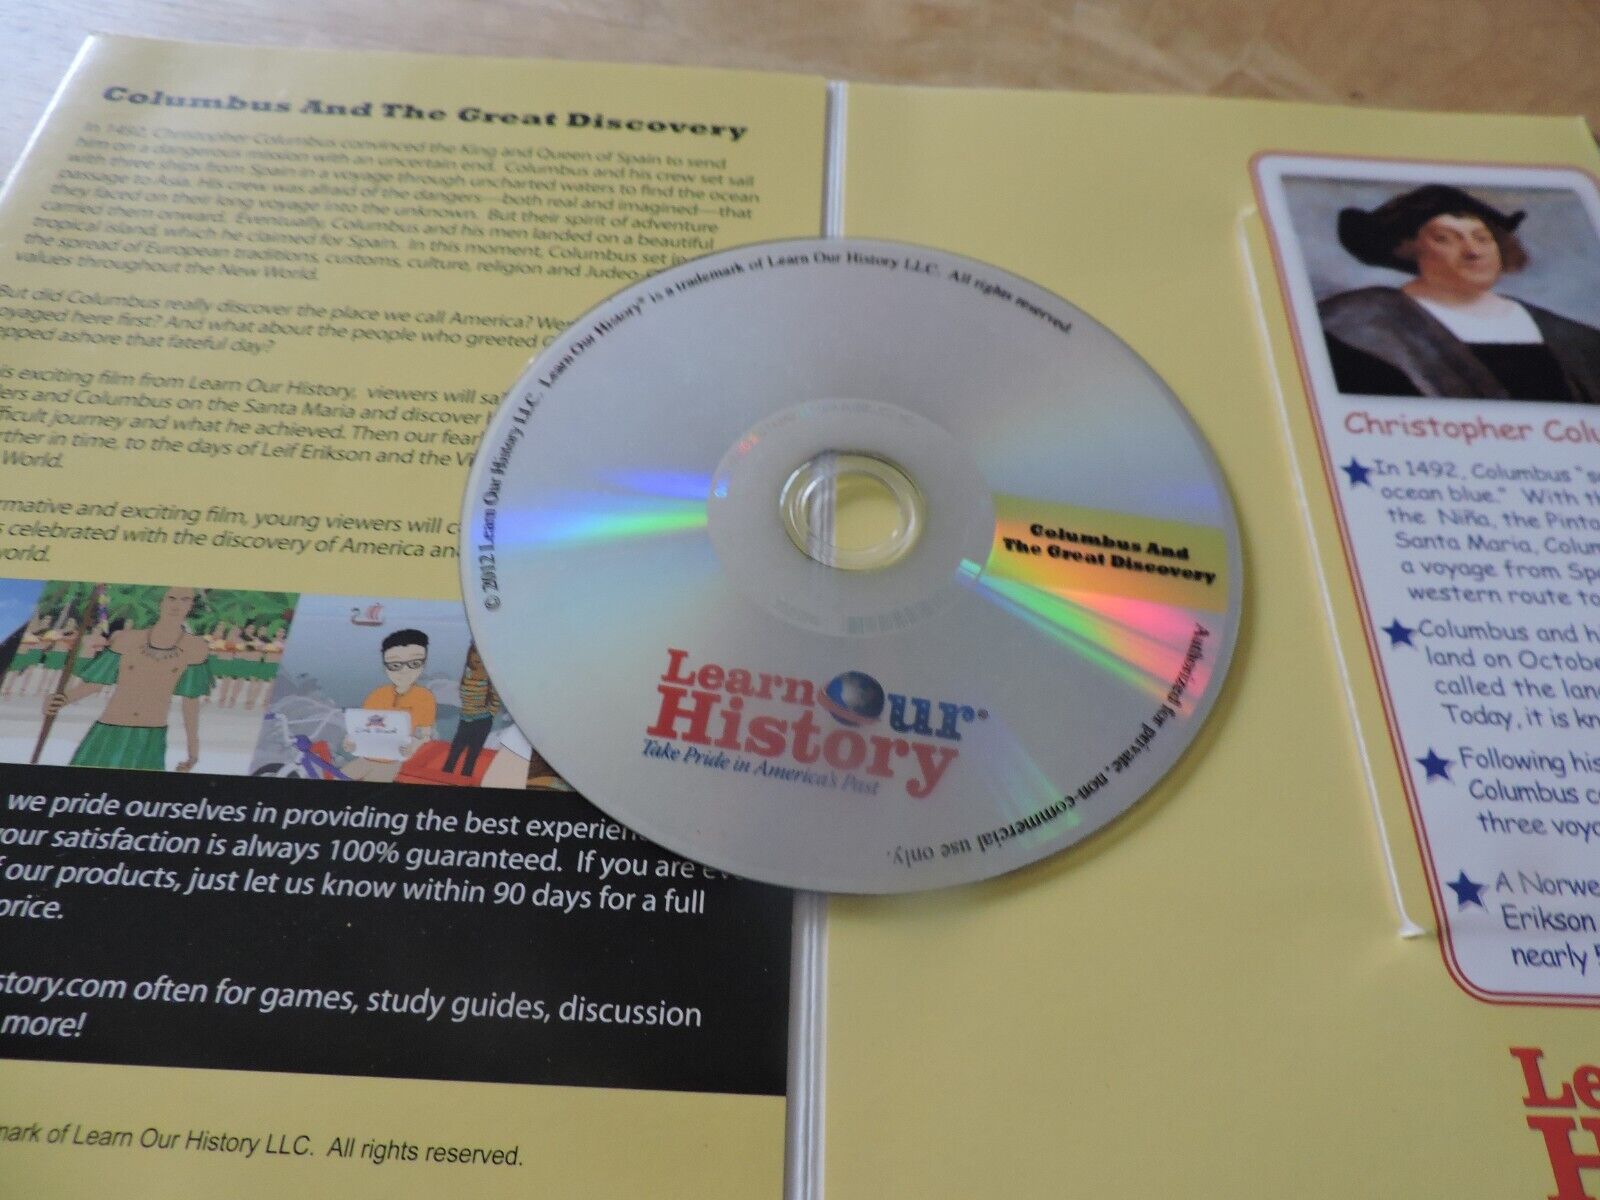 Columbus And The Great Discovery
In 1492, Christopher Columbus convinced the King and Queen of Spain to send
him on a dangerous mission with an uncertain end. Columbus and his crew set sail
with three ships from Spain in a voyage through uncharted waters to find the ocean
passage to Asia. His crew was afraid of the dangers—both real and imagined—that
they faced on their long voyage into the unknown. But their spirit of adventure
carried them onward. Eventually, Columbus and his men landed on a beautiful
tropical island, which he claimed for Spain. In this moment, Columbus set in
the spread of European traditions, customs, culture, religion and Judeo-
values throughout the New World.
But did Columbus really discover the place we call America?
oyaged here first? And what about the people who greeted
pped ashore that fateful day?
is exciting film from Learn Our History, viewers will
lers and Columbus on the Santa Maria and discover
fficult journey and what he achieved. Then our
rther in time, to the days of Leif Erikson and the
World.
rmative and exciting film, young viewers will
s celebrated with the discovery of America
world.
we pride ourselves in providing the best
your satisfaction is always 100% guaranteed. If you are
f our products, just let us know within 90 days for a full
price.
story.com often for games, study guides, discussion
more!
mark of Learn Our History LLC. All rights reserved.
© 2012 Learn Our History LLC. Learn Our History® is a trademark of Learn Our History LLC. All rights reserved.
Columbus And
The Great Discovery
Learn Our®
History
Take Pride in America's Past
Authorized for private, non-commercial use only.
Christopher Colu
In 1492, Columbus "s
ocean blue." With th
the Niña, the Pinta
Santa Maria, Colum
a voyage from Spa
western route to
Columbus and h
land on Octobe
called the lan
Today, it is kn
Following his
Columbus c
three voya
A Norwe
Erikson
nearly 5
Le
H